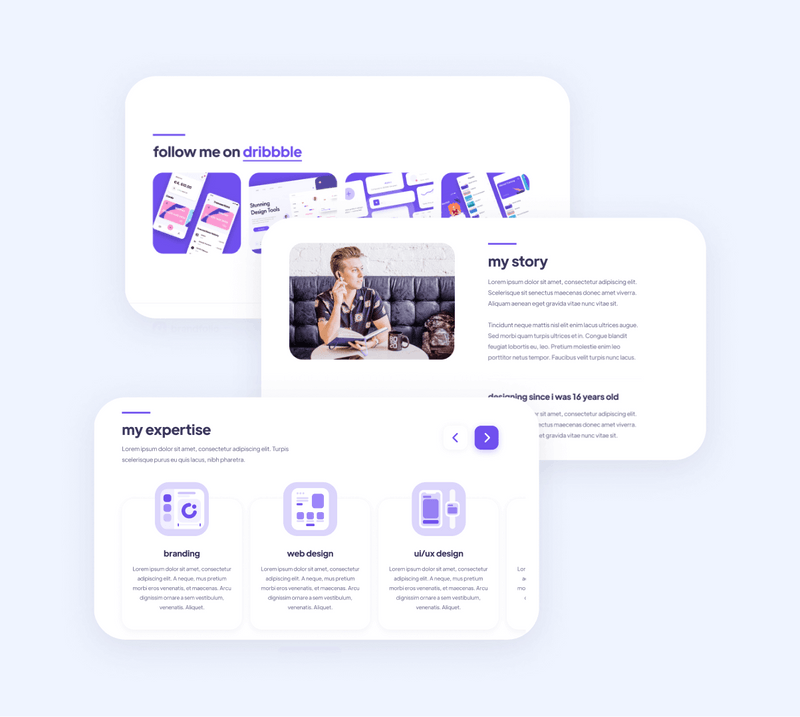 follow me on dribbble
Stunning
Design Tools
my story
Lorem ipsum dolor sit amet, consectetur adipiscing elit.
Scelerisque sit senectus maecenas donec amet viverra.
Aliquam aenean eget gravida vitae nunc vitae sit.
Tincidunt neque mattis nisl elit enim lacus ultrices augue.
Sed morbi quam turpis ultrices et in. Congue blandit
feugiat lobortis eu, leo. Pretium molestie enim leo
porttitor netus tempor. Faucibus velit turpis nunc lacus.
designing since i was 16 years old
sit amet, consectetur adipiscing elit.
senectus maecenas donec amet viverra.
eget gravida vitae nunc vitae sit.
my expertise
Lorem ipsum dolor sit amet, consectetur adipiscing elit. Turpis
scelerisque purus eu quis lacus, nibh pharetra.
branding
Lorem ipsum dolor sit amet, consectetur
adipiscing elit. A neque, mus pretium
morbi eros venenatis, et maecenas. Arcu
dignissim ornare a sem vestibulum,
venenatis. Aliquet.
web design
Lorem ipsum dolor sit amet, consectetur
adipiscing elit. A neque, mus pretium
morbi eros venenatis, et maecenas. Arcu
dignissim ornare a sem vestibulum,
venenatis. Aliquet.
ui/ux design
Lorem ipsum dolor sit amet, consectetur
adipiscing elit. A neque, mus pretium
morbi eros venenatis, et maecenas. Arcu
dignissim ornare a sem vestibulum,
venenatis. Aliquet.